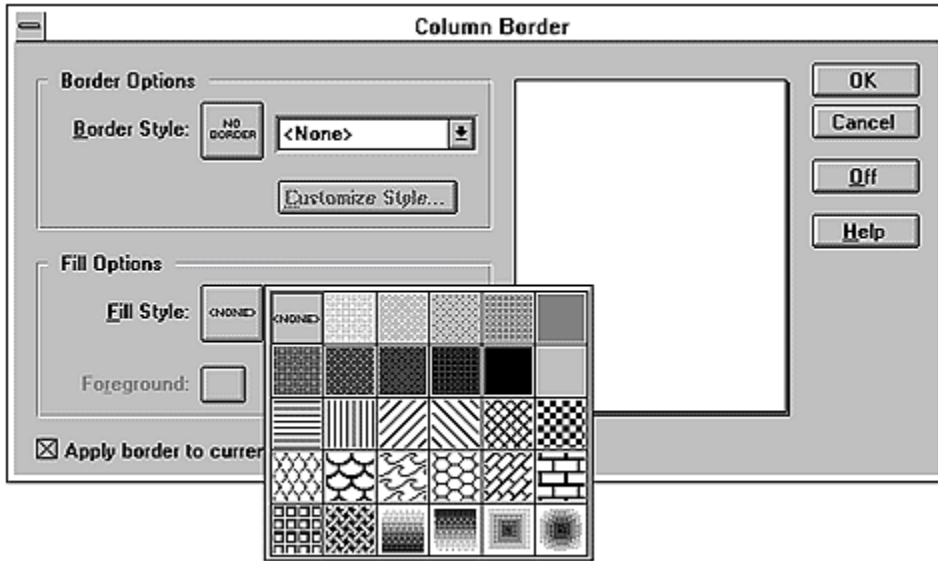 Column Border
Border Options
Border Style:
NO
BORDER
<None>
Customize Style...
OK
Cancel
Off
Help
Fill Options
Fill Style:
<NONE>
<NONE>
Foreground:
Apply border to